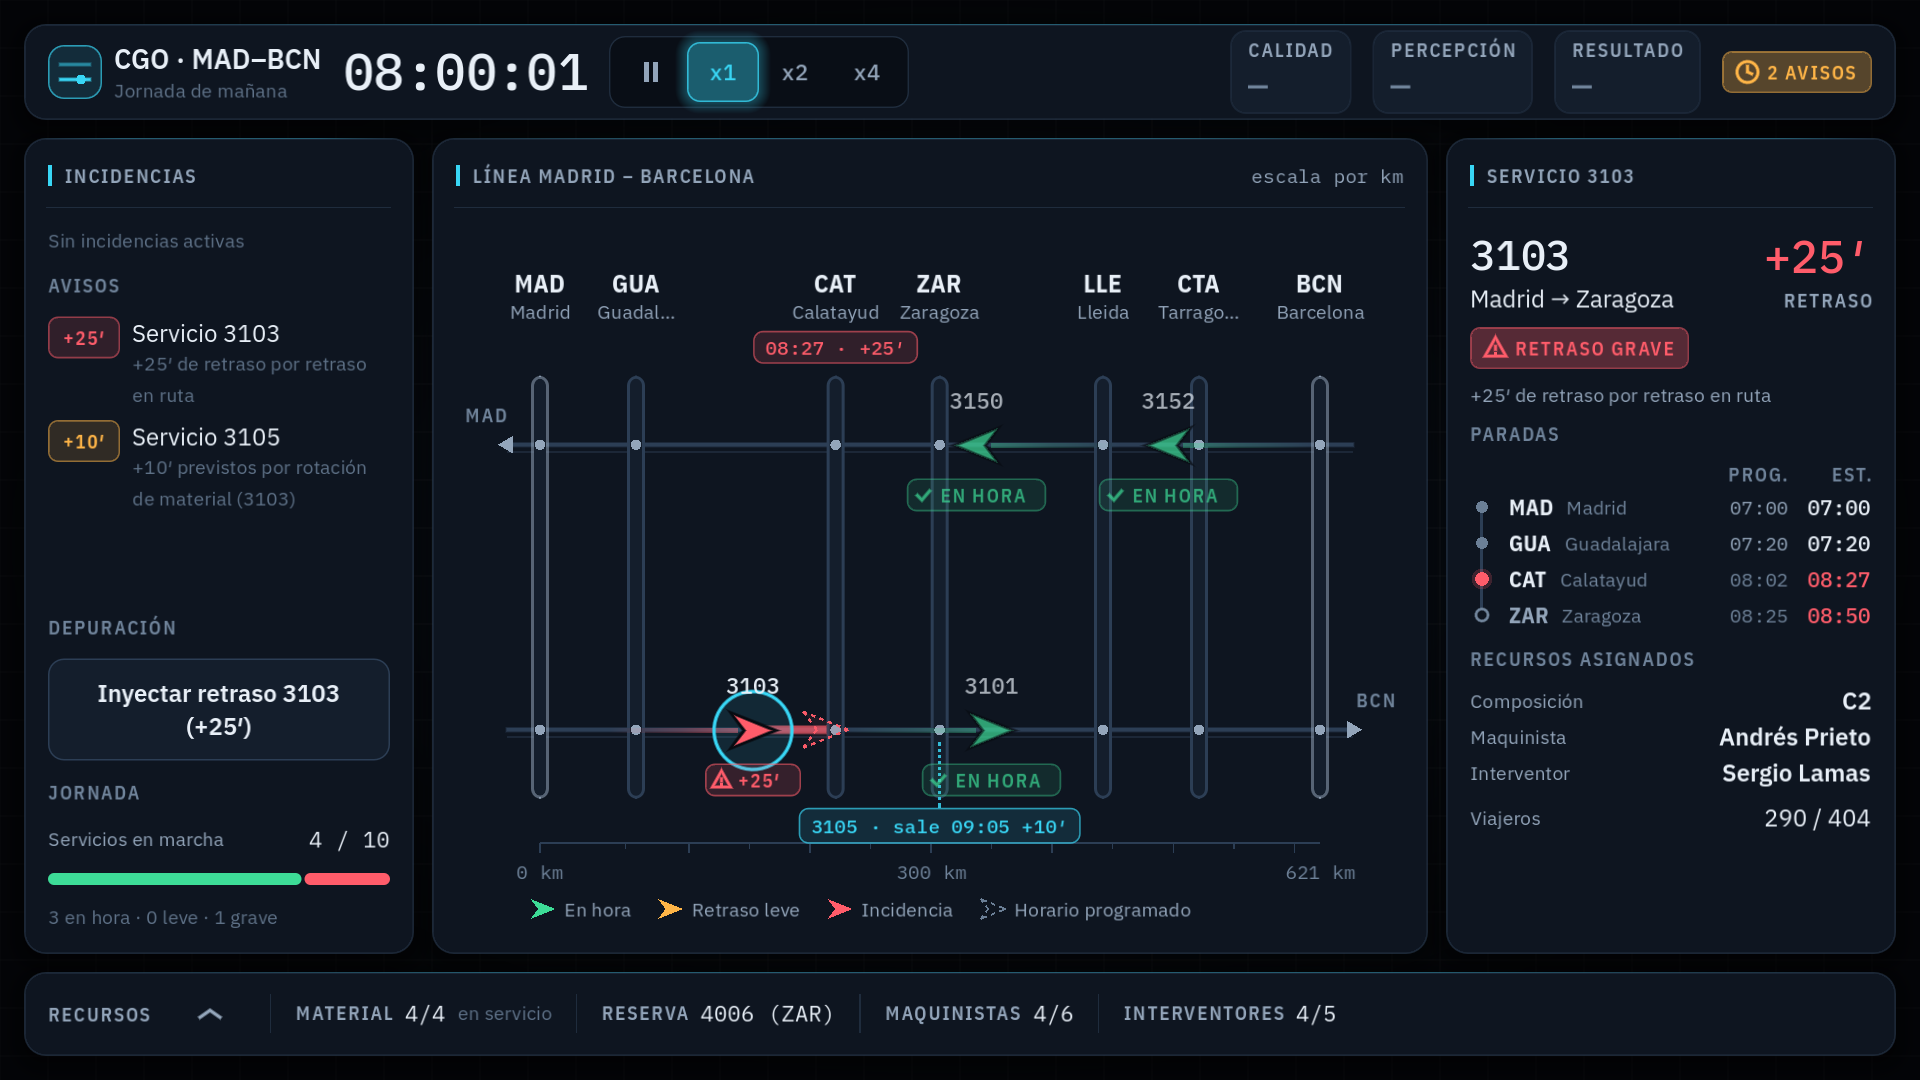 CGO · MAD–BCN
Jornada de mañana
08:00:01
x1
x2
x4
CALIDAD
—
PERCEPCIÓN
—
RESULTADO
—
2 AVISOS
INCIDENCIAS
Sin incidencias activas
AVISOS
+25′
Servicio 3103
+25′ de retraso por retraso
en ruta
+10′
Servicio 3105
+10′ previstos por rotación
de material (3103)
DEPURACIÓN
Inyectar retraso 3103
(+25′)
JORNADA
Servicios en marcha
4 / 10
3 en hora · 0 leve · 1 grave
LÍNEA MADRID – BARCELONA
escala por km
MAD
GUA
CAT
ZAR
LLE
CTA
BCN
Madrid
Guadal…
Calatayud
Zaragoza
Lleida
Tarrago…
Barcelona
08:27 · +25′
MAD
3150
3152
EN HORA
EN HORA
3103
3101
BCN
+25′
EN HORA
3105 · sale 09:05 +10′
0 km
300 km
621 km
En hora
Retraso leve
Incidencia
Horario programado
SERVICIO 3103
3103
+25′
Madrid → Zaragoza
RETRASO
RETRASO GRAVE
+25′ de retraso por retraso en ruta
PARADAS
PROG.
EST.
MAD Madrid 07:00 07:00
GUA Guadalajara 07:20 07:20
CAT Calatayud 08:02 08:27
ZAR Zaragoza 08:25 08:50
RECURSOS ASIGNADOS
Composición C2
Maquinista Andrés Prieto
Interventor Sergio Lamas
Viajeros 290 / 404
RECURSOS
MATERIAL 4/4 en servicio
RESERVA 4006 (ZAR)
MAQUINISTAS 4/6
INTERVENTORES 4/5